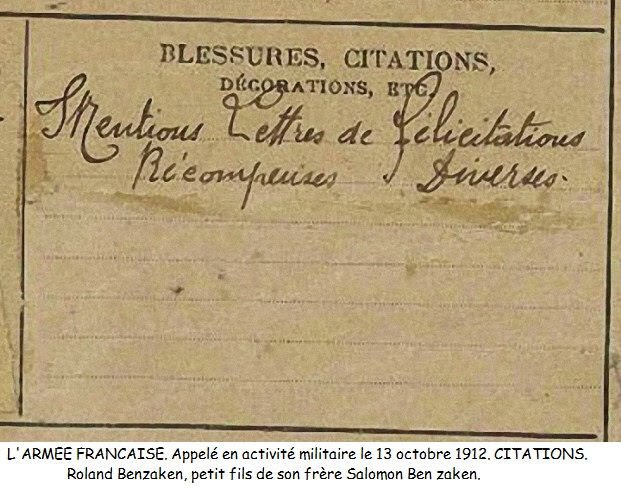 BLESSURES, CITATIONS,
DÉCORATIONS, ETC.
Mentions Lettres de félicitations
Récompenses Diverses.
L'ARMEE FRANCAISE. Appelé en activité militaire le 13 octobre 1912. CITATIONS.
Roland Benzaken, petit fils de son frère Salomon Ben zaken.